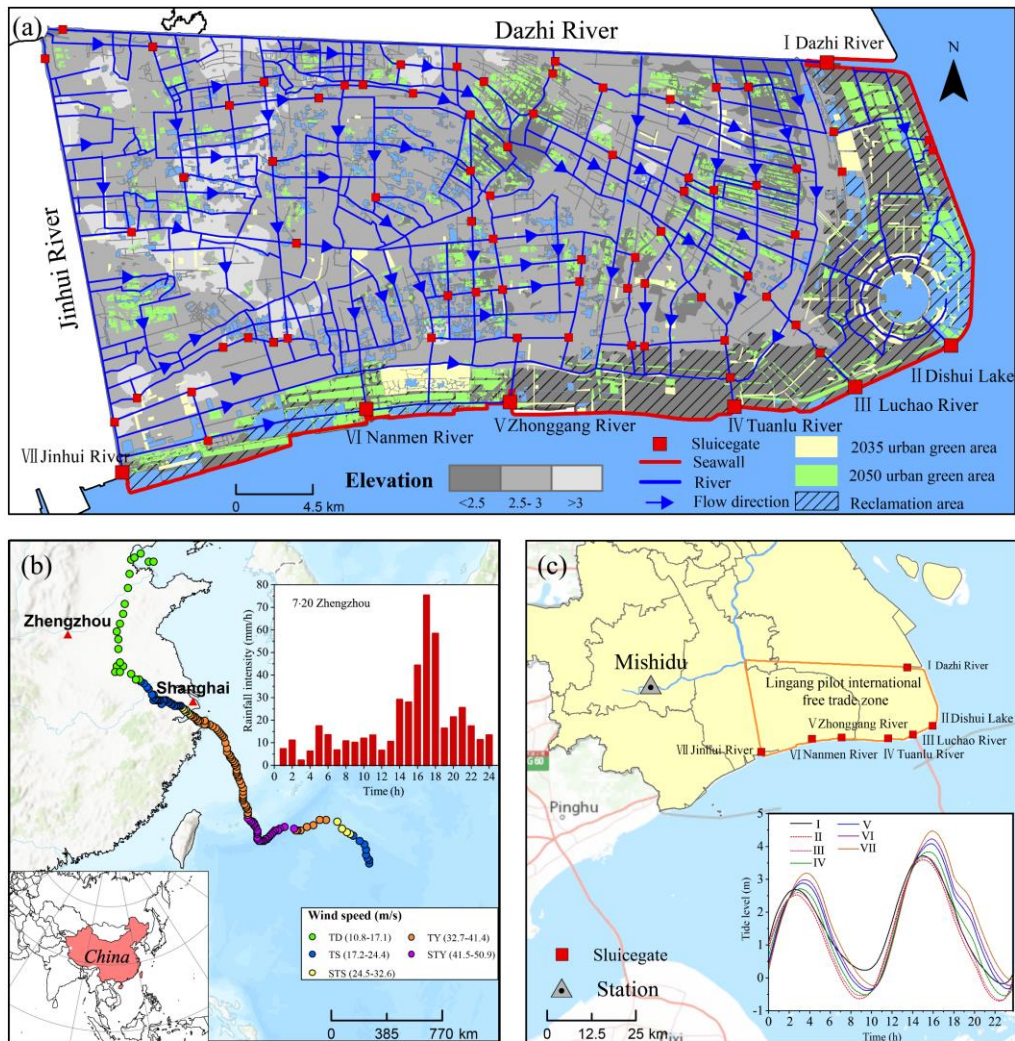 (a)
Dazhi River
I Dazhi River
N
Jinhui River
II Dishui Lake
III Luchao River
IV Tuanlu River
V Zhonggang River
VI Nanmen River
VII Jinhui River
0 4.5 km
Elevation
<2.5 2.5- 3 >3
Sluicegate
Seawall
River
Flow direction
2035 urban green area
2050 urban green area
Reclamation area
(b)
Zhengzhou
Shanghai
7·20 Zhengzhou
Rainfall intensity (mm/h)
80
70
60
50
40
30
20
10
0
0 2 4 6 8 10 12 14 16 18 20 22 24
Time (h)
China
Wind speed (m/s)
TD (10.8-17.1)
TS (17.2-24.4)
STS (24.5-32.6)
TY (32.7-41.4)
STY (41.5-50.9)
0 385 770 km
(c)
Mishidu
I Dazhi River
Lingang pilot international
free trade zone
II Dishui Lake
V Zhonggang River
III Luchao River
VII Jinhui River
VI Nanmen River
IV Tuanlu River
G60
Pinghu
Sluicegate
Station
0 12.5 25 km
I
II
III
IV
V
VI
VII
Tide level (m)
5
4
3
2
1
0
-1
0 4 8 12 16 20
Time (h)